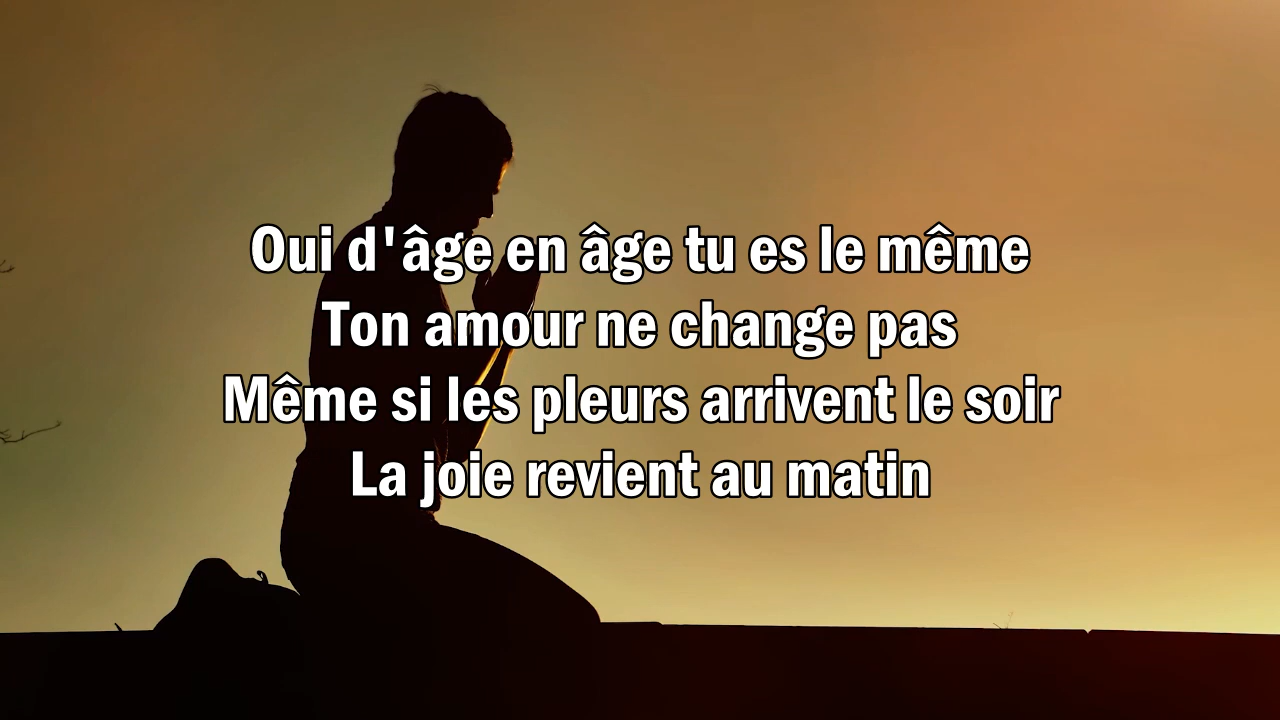 Oui d'âge en âge tu es le même
Ton amour ne change pas
Même si les pleurs arrivent le soir
La joie revient au matin